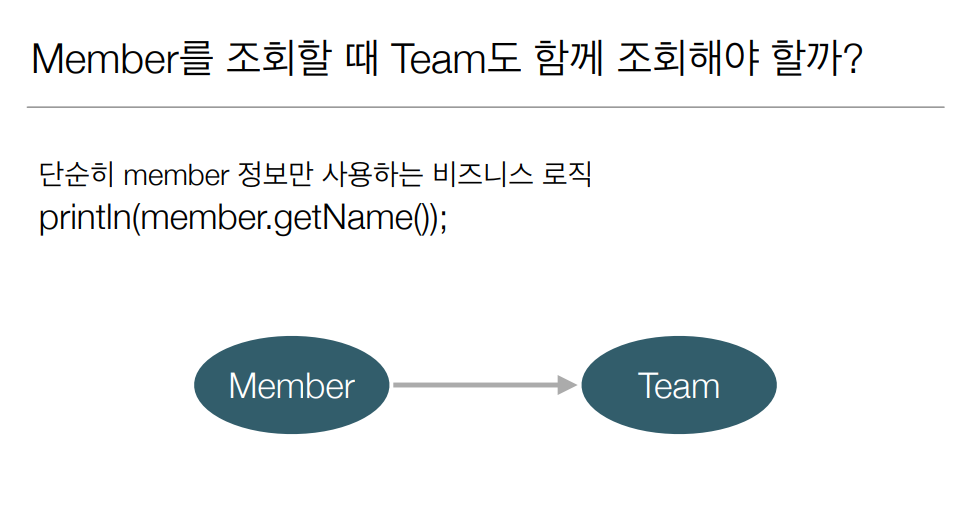 Member를 조회할 때 Team도 함께 조회해야 할까?
단순히 member 정보만 사용하는 비즈니스 로직
println(member.getName());
Member
Team